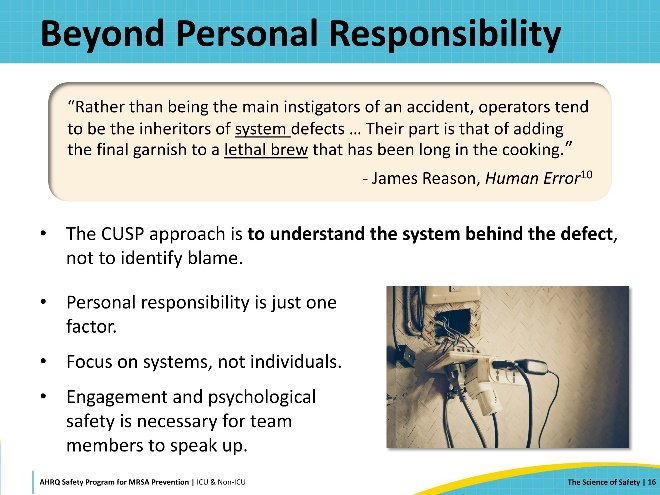 Beyond Personal Responsibility
“Rather than being the main instigators of an accident, operators tend
to be the inheritors of system defects … Their part is that of adding
the final garnish to a lethal brew that has been long in the cooking.”
- James Reason, Human Error10
• The CUSP approach is to understand the system behind the defect,
not to identify blame.
• Personal responsibility is just one
factor.
• Focus on systems, not individuals.
• Engagement and psychological
safety is necessary for team
members to speak up.
AHRQ Safety Program for MRSA Prevention | ICU & Non-ICU
The Science of Safety | 16